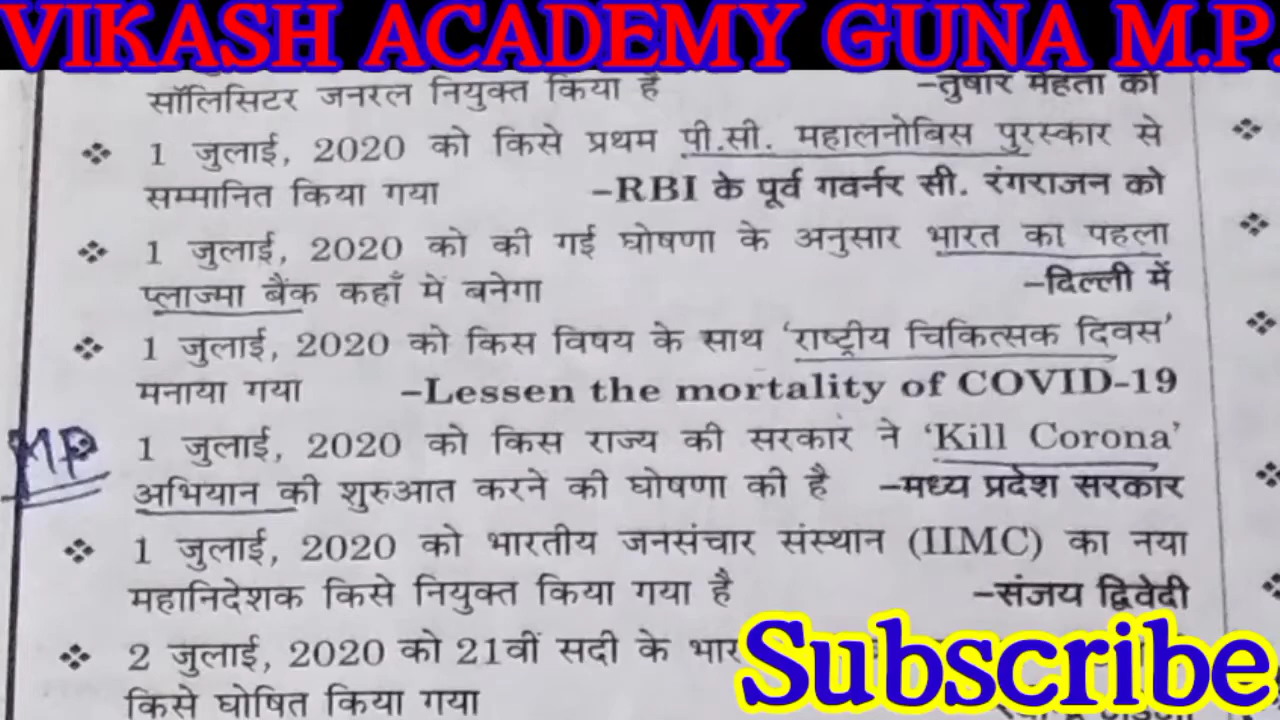 VIKASH ACADEMY GUNA M.P.
सॉलिसिटर जनरल नियुक्त किया है -तुषार मेहता को
❖ 1 जुलाई, 2020 को किसे प्रथम पी.सी. महालनोबिस पुरस्कार से
सम्मानित किया गया -RBI के पूर्व गवर्नर सी. रंगराजन को
❖ 1 जुलाई, 2020 को की गई घोषणा के अनुसार भारत का पहला
प्लाज्मा बैंक कहाँ में बनेगा -दिल्ली में
❖ 1 जुलाई, 2020 को किस विषय के साथ ‘राष्ट्रीय चिकित्सक दिवस’
मनाया गया -Lessen the mortality of COVID-19
MP 1 जुलाई, 2020 को किस राज्य की सरकार ने ‘Kill Corona’
अभियान की शुरुआत करने की घोषणा की है -मध्य प्रदेश सरकार
❖ 1 जुलाई, 2020 को भारतीय जनसंचार संस्थान (IIMC) का नया
महानिदेशक किसे नियुक्त किया गया है -संजय द्विवेदी
❖ 2 जुलाई, 2020 को 21वीं सदी के
किसे घोषित किया गया
Subscribe